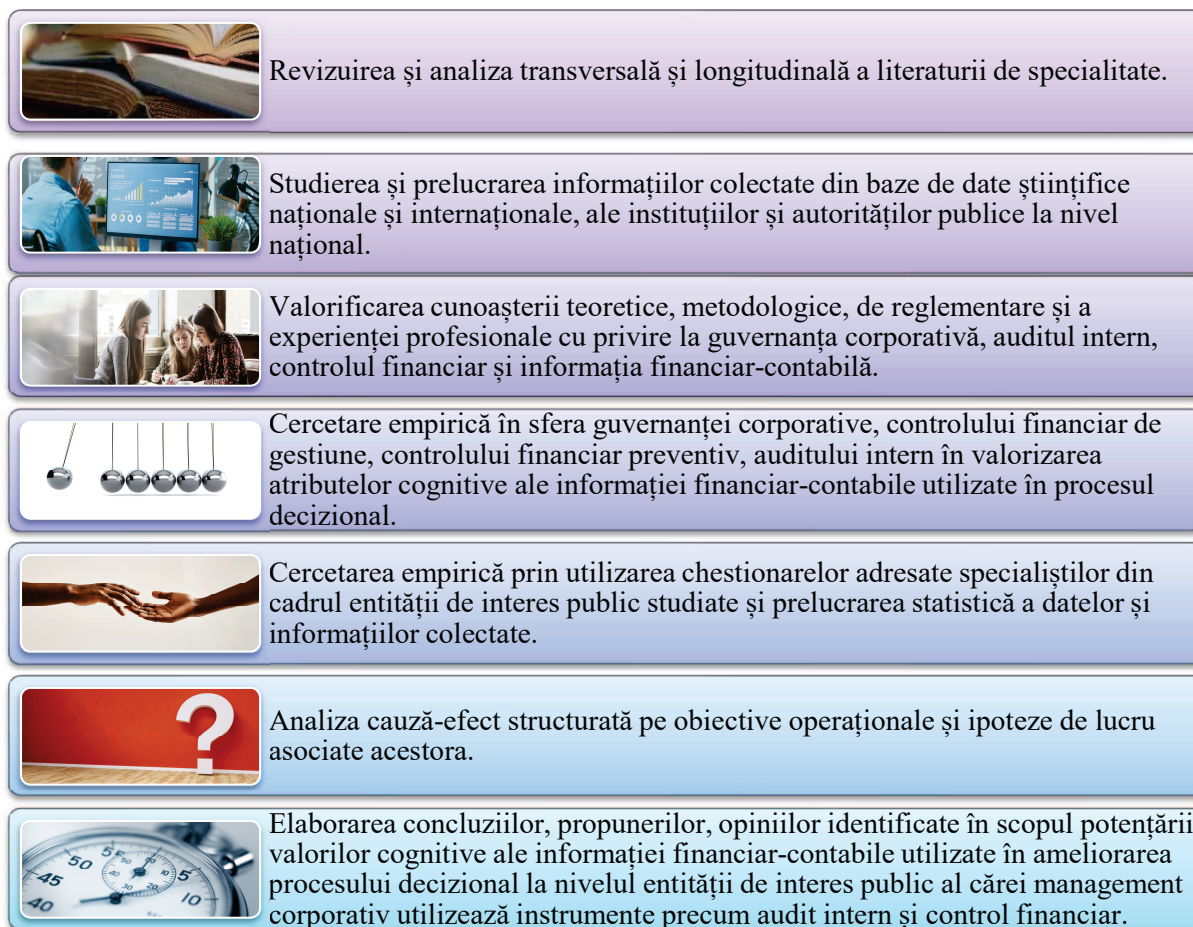 Revizuirea și analiza transversală și longitudinală a literaturii de specialitate.
Studierea și prelucrarea informațiilor colectate din baze de date științifice
naționale și internaționale, ale instituțiilor și autorităților publice la nivel
național.
Valorificarea cunoașterii teoretice, metodologice, de reglementare și a
experienței profesionale cu privire la guvernanța corporativă, auditul intern,
controlul financiar și informația financiar-contabilă.
Cercetare empirică în sfera guvernanței corporative, controlului financiar de
gestiune, controlului financiar preventiv, auditului intern în valorizarea
atributelor cognitive ale informației financiar-contabile utilizate în procesul
decizional.
Cercetarea empirică prin utilizarea chestionarelor adresate specialiștilor din
cadrul entității de interes public studiate și prelucrarea statistică a datelor și
informațiilor colectate.
?
Analiza cauză-efect structurată pe obiective operaționale și ipoteze de lucru
asociate acestora.
50 55 5 10 45 40
Elaborarea concluziilor, propunerilor, opiniilor identificate în scopul potențării
valorilor cognitive ale informației financiar-contabile utilizate în ameliorarea
procesului decizional la nivelul entității de interes public al cărei management
corporativ utilizează instrumente precum audit intern și control financiar.